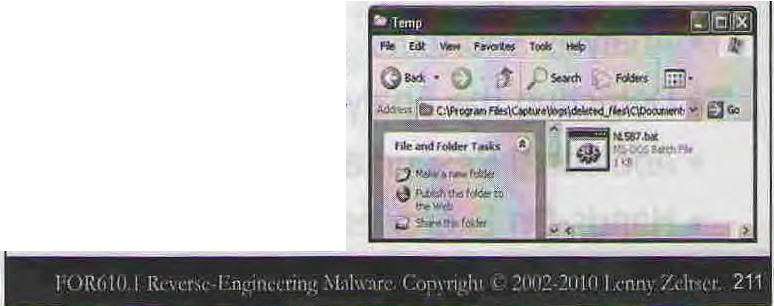 Temp
File Edit View Favorites Tools Help
Back Search Folders
Address C:\Program Files\Capture\logs\deleted_files\C\Document Go
File and Folder Tasks
Make a new folder
Publish this folder to
the Web
Share this folder
NL587.bat
MS-DOS Batch File
1 KB
FOR610.1 Reverse-Engineering Malware. Copyright © 2002-2010 Lenny Zeltser. 211